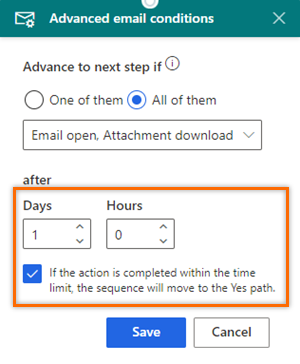 Advanced email conditions
Advance to next step if
One of them All of them
Email open, Attachment download
after
Days Hours
1 0
If the action is completed within the time
limit, the sequence will move to the Yes path.
Save Cancel